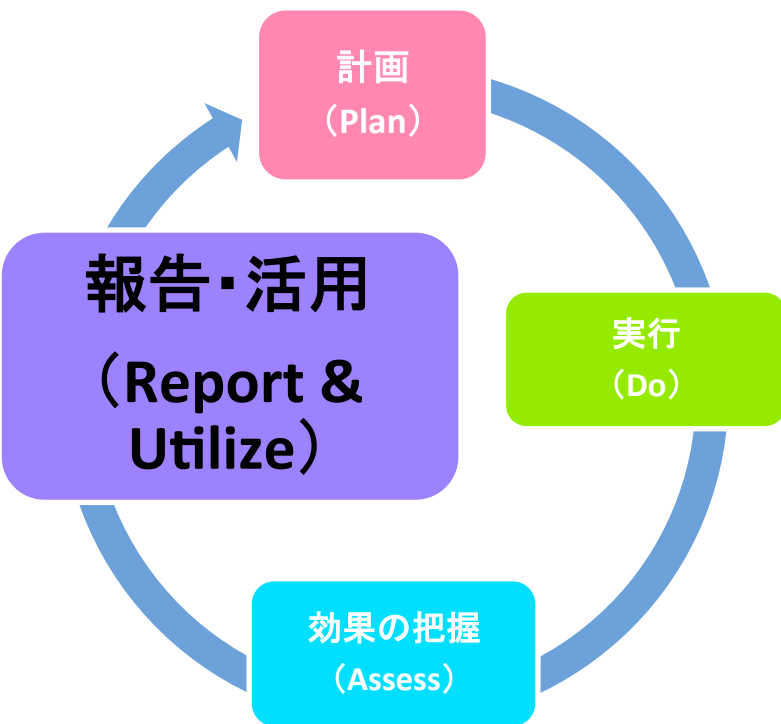 計画
（Plan）
実行
（Do）
効果の把握
（Assess）
報告・活用
（Report &
Utilize）